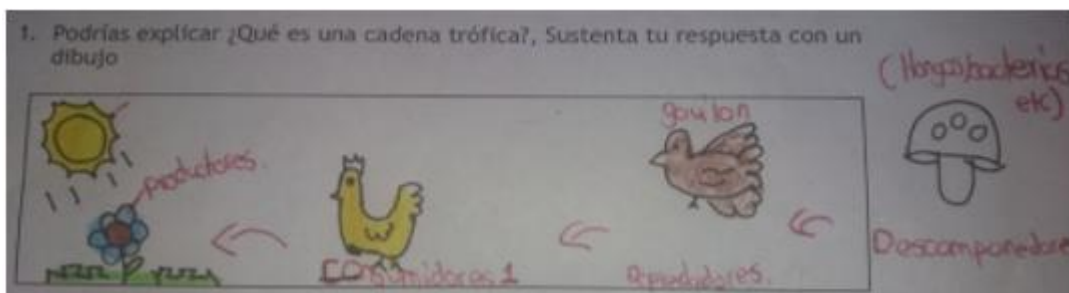 1. Podrías explicar ¿Qué es una cadena trófica?, Sustenta tu respuesta con un
dibujo
(Hongos, bacterias
etc)
gavilan
productores.
Descomponedores
Consumidores 1